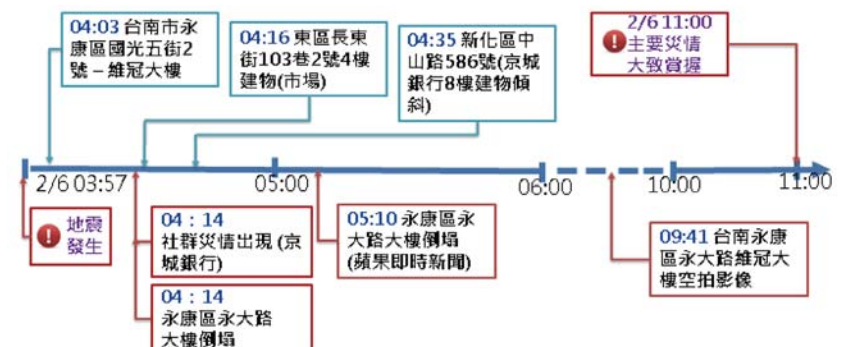 04:03 台南市永
康區國光五街2
號 – 維冠大樓
04:16 東區長東
街103巷2號4樓
建物(市場)
04:35 新化區中
山路586號(京城
銀行8樓建物傾
斜)
2/6 11:00
主要災情
大致掌握
2/6 03:57
05:00
06:00
10:00
11:00
地震
發生
04：14
社群災情出現 (京
城銀行)
04：14
永康區永大路
大樓倒塌
05:10 永康區永
大路大樓倒塌
(蘋果即時新聞)
09:41 台南永康
區永大路維冠大
樓空拍影像